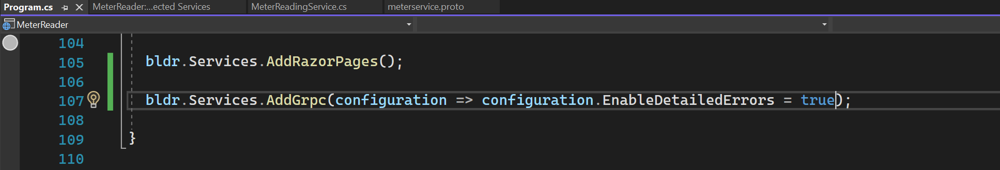 Program.cs MeterReader:...ected Services MeterReadingService.cs meterservice.proto
MeterReader
104
105 bldr.Services.AddRazorPages();
106
107 bldr.Services.AddGrpc(configuration => configuration.EnableDetailedErrors = true);
108
109 }
110